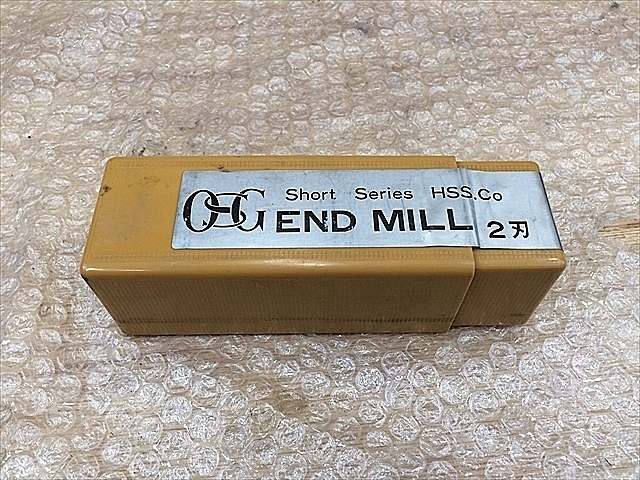 OSG Short Series HSS.Co
END MILL 2刃